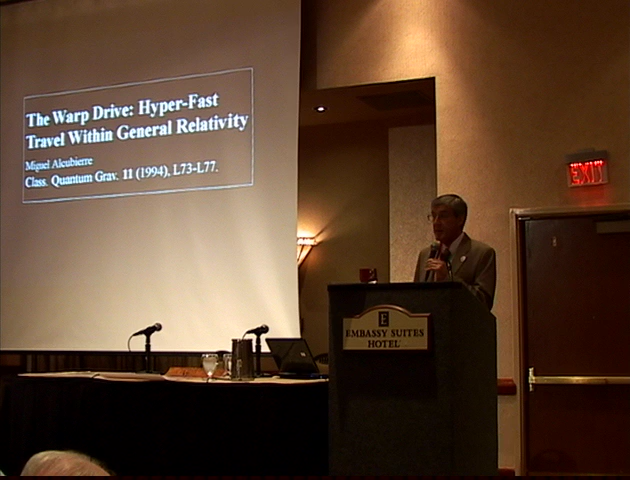 The Warp Drive: Hyper-Fast
Travel Within General Relativity
Miguel Alcubierre
Class. Quantum Grav. 11 (1994), L73-L77.
EXIT
E
EMBASSY SUITES
HOTEL